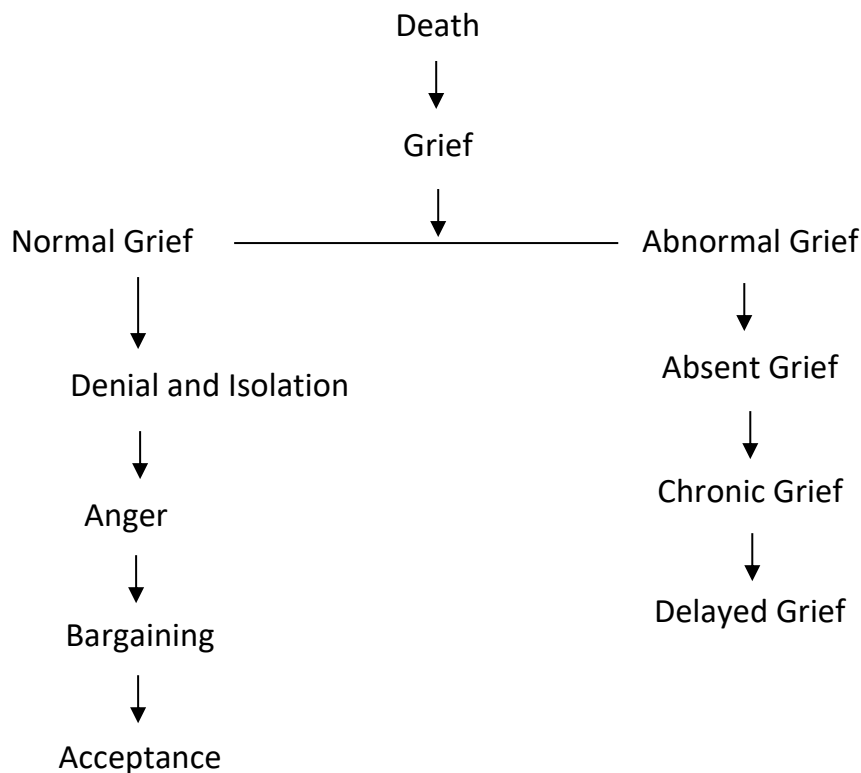 Death
Grief
Normal Grief
Abnormal Grief
Denial and Isolation
Absent Grief
Anger
Chronic Grief
Bargaining
Delayed Grief
Acceptance